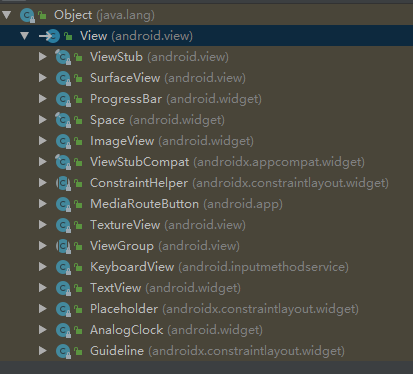 Object (java.lang)
View (android.view)
ViewStub (android.view)
SurfaceView (android.view)
ProgressBar (android.widget)
Space (android.widget)
ImageView (android.widget)
ViewStubCompat (androidx.appcompat.widget)
ConstraintHelper (androidx.constraintlayout.widget)
MediaRouteButton (android.app)
TextureView (android.view)
ViewGroup (android.view)
KeyboardView (android.inputmethodservice)
TextView (android.widget)
Placeholder (androidx.constraintlayout.widget)
AnalogClock (android.widget)
Guideline (androidx.constraintlayout.widget)